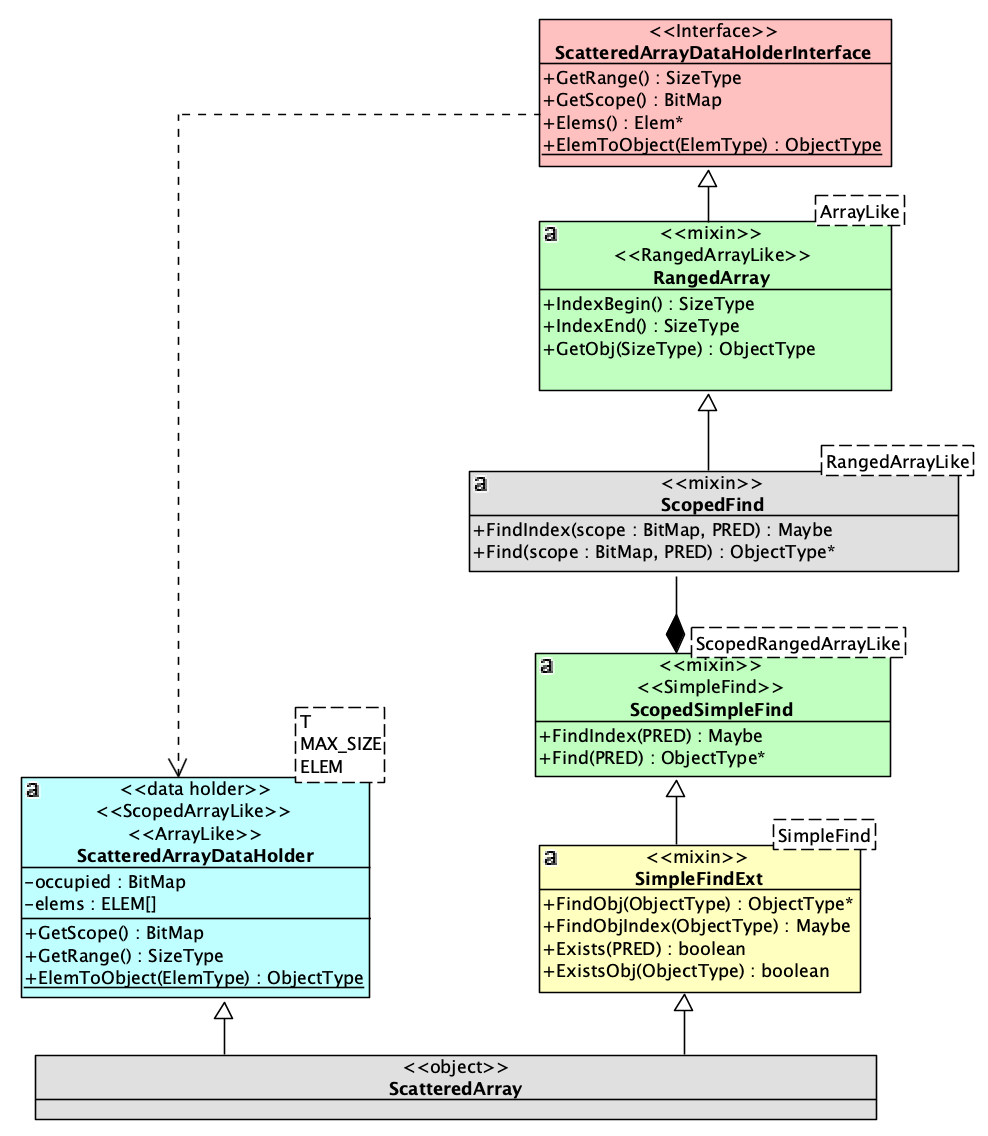 <<Interface>>
ScatteredArrayDataHolderInterface
+GetRange() : SizeType
+GetScope() : BitMap
+Elems() : Elem*
+ElemToObject(ElemType) : ObjectType
ArrayLike
a
<<mixin>>
<<RangedArrayLike>>
RangedArray
+IndexBegin() : SizeType
+IndexEnd() : SizeType
+GetObj(SizeType) : ObjectType
RangedArrayLike
a
<<mixin>>
ScopedFind
+FindIndex(scope : BitMap, PRED) : Maybe
+Find(scope : BitMap, PRED) : ObjectType*
ScopedRangedArrayLike
a
<<mixin>>
<<SimpleFind>>
ScopedSimpleFind
+FindIndex(PRED) : Maybe
+Find(PRED) : ObjectType*
T
MAX_SIZE
ELEM
a
<<data holder>>
<<ScopedArrayLike>>
<<ArrayLike>>
ScatteredArrayDataHolder
-occupied : BitMap
-elems : ELEM[]
+GetScope() : BitMap
+GetRange() : SizeType
+ElemToObject(ElemType) : ObjectType
SimpleFind
a
<<mixin>>
SimpleFindExt
+FindObj(ObjectType) : ObjectType*
+FindObjIndex(ObjectType) : Maybe
+Exists(PRED) : boolean
+ExistsObj(ObjectType) : boolean
<<object>>
ScatteredArray